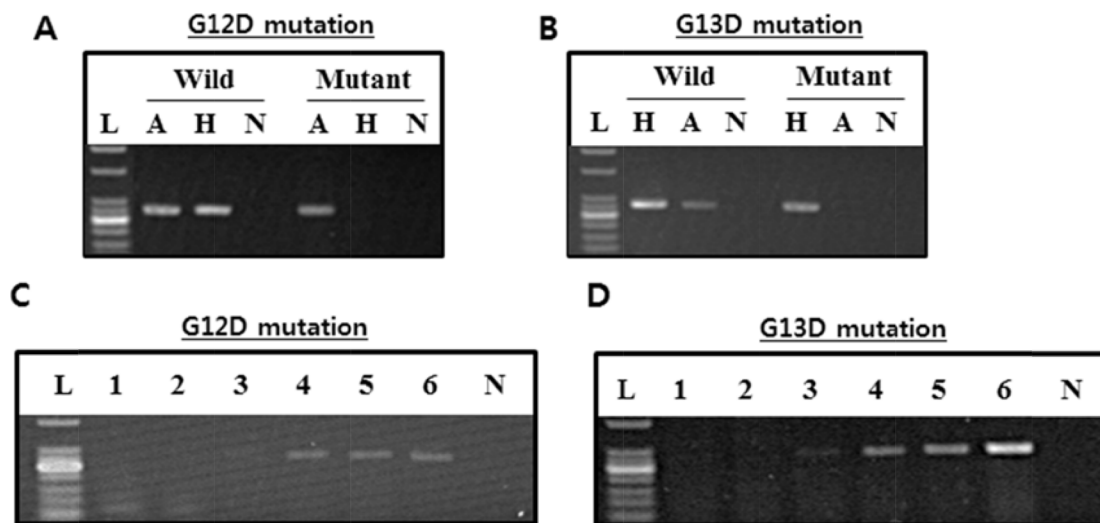 A
G12D mutation
Wild Mutant
L A H N A H N
B
G13D mutation
Wild Mutant
L H A N H A N
C
G12D mutation
L 1 2 3 4 5 6 N
D
G13D mutation
L 1 2 3 4 5 6 N